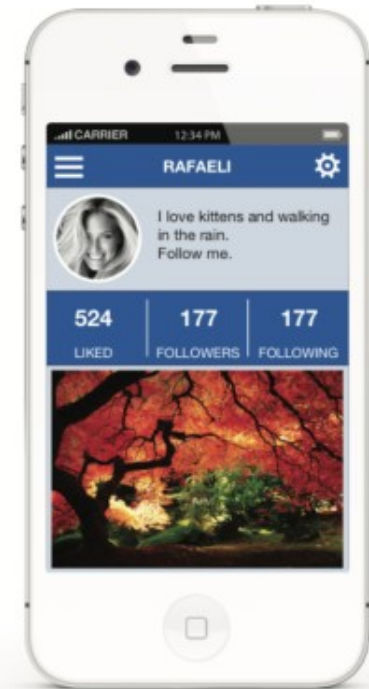 CARRIER 12:34 PM
RAFAELI
I love kittens and walking
in the rain.
Follow me.
524 177 177
LIKED FOLLOWERS FOLLOWING